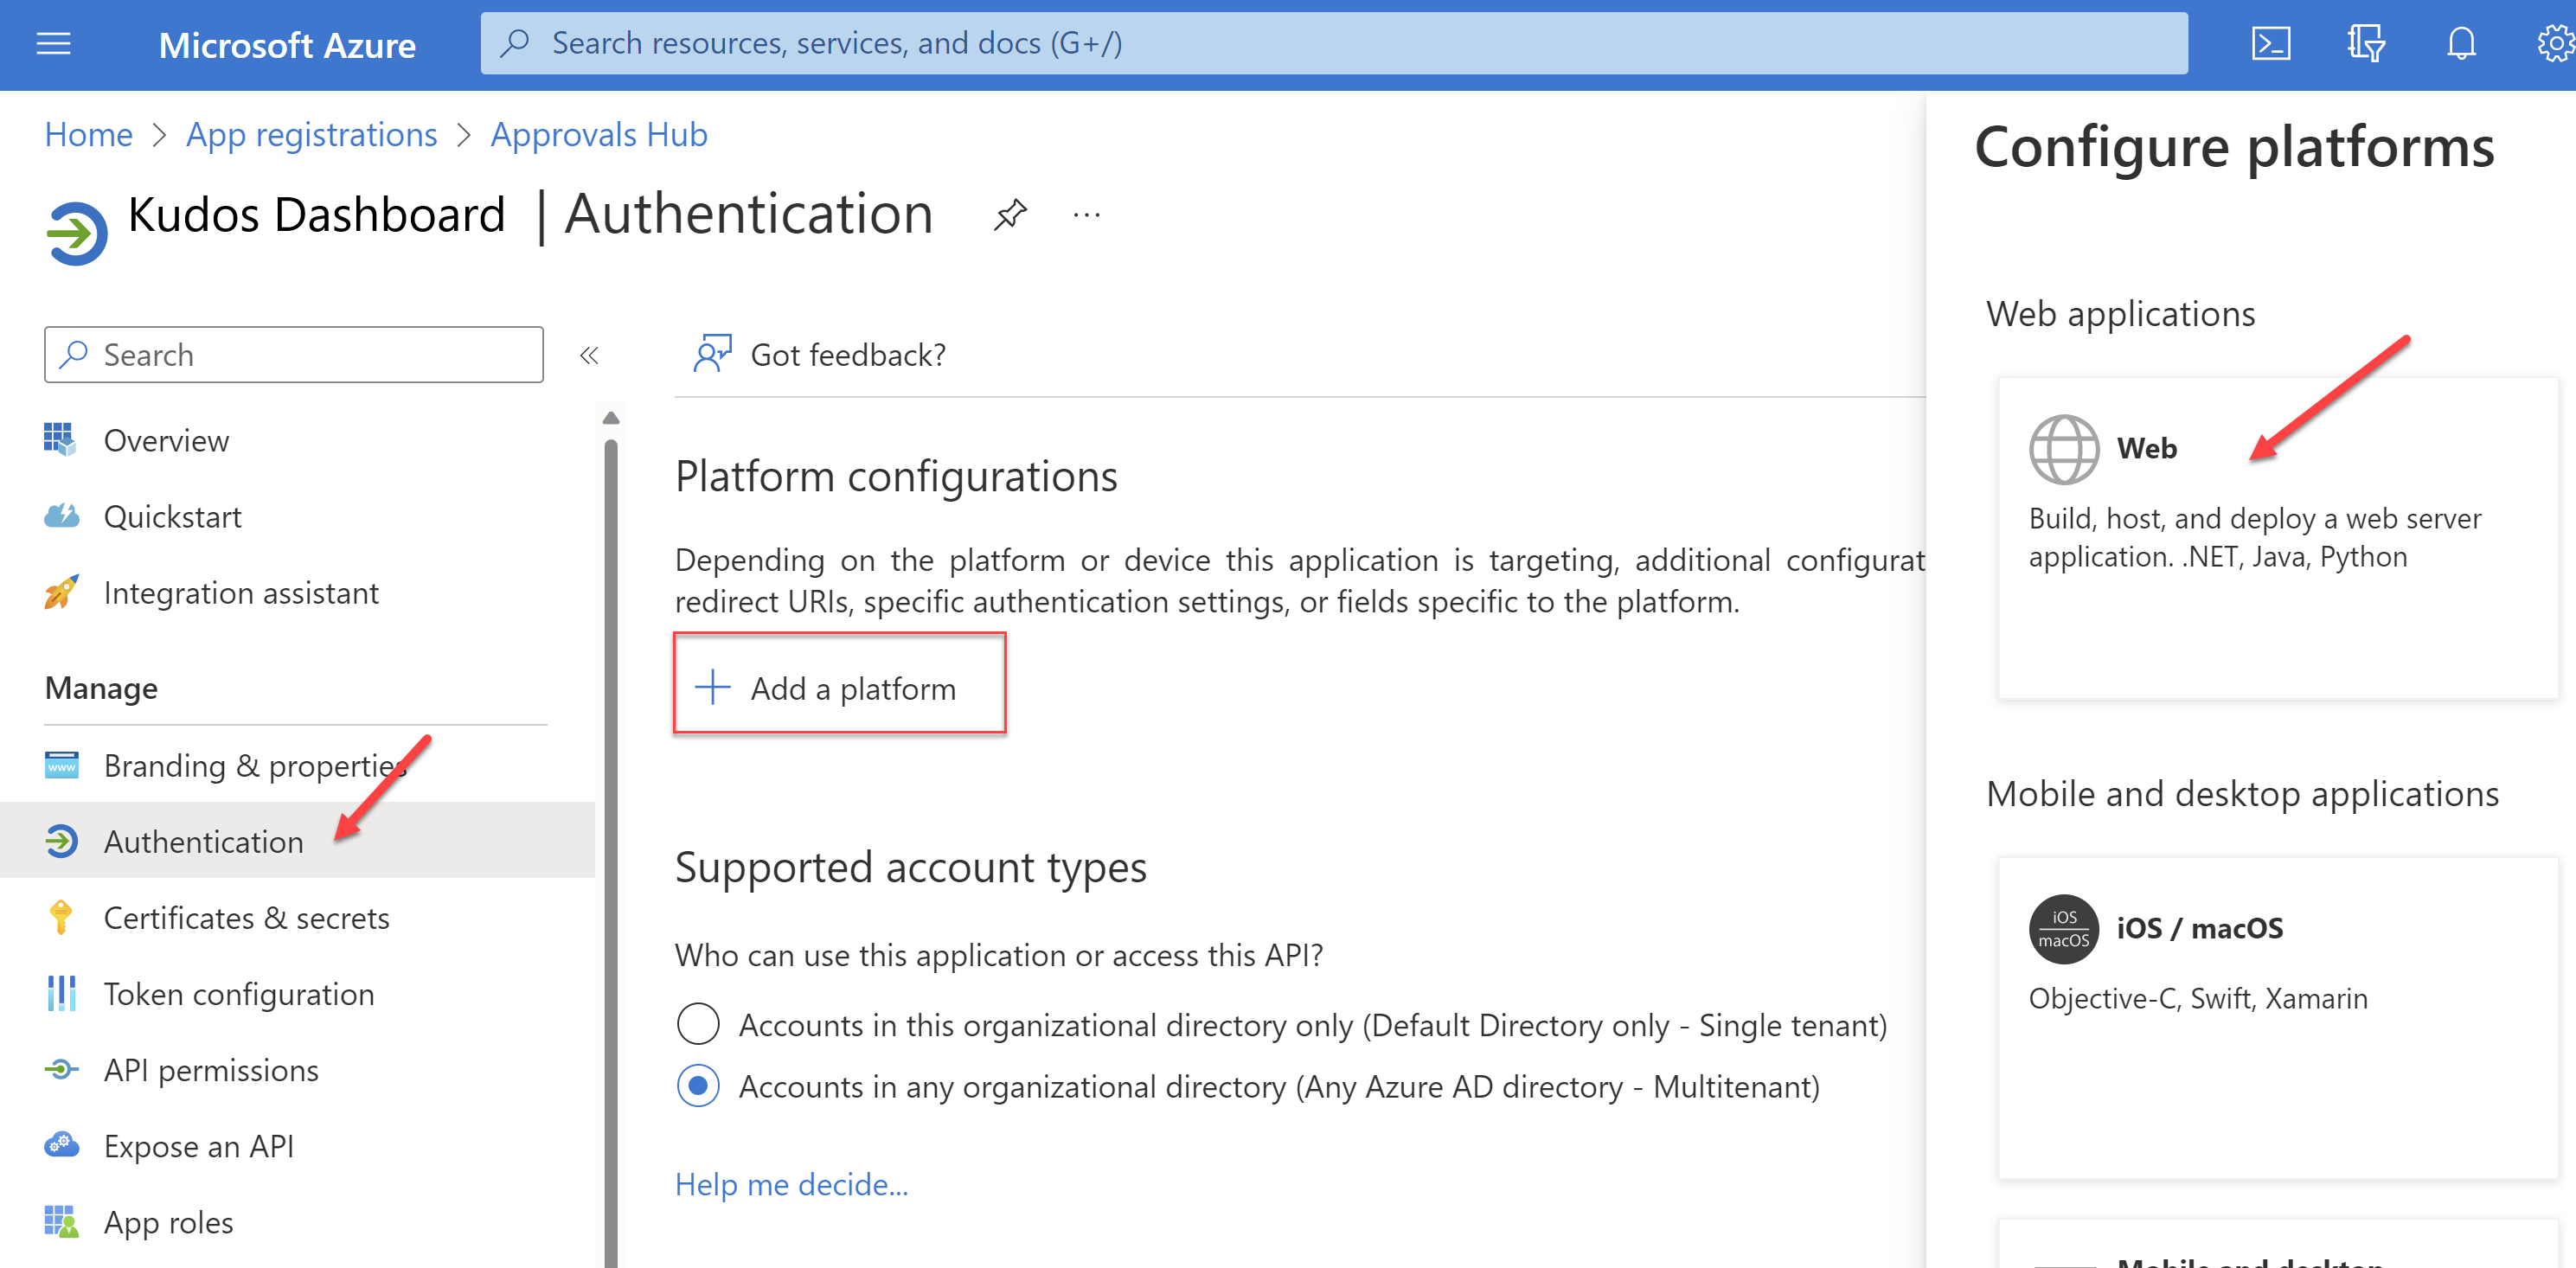 Microsoft Azure
Search resources, services, and docs (G+/)
Home > App registrations > Approvals Hub
Kudos Dashboard | Authentication
...
Search
«
Overview
Quickstart
Integration assistant
Manage
www
Branding & properties
Authentication
Certificates & secrets
Token configuration
API permissions
Expose an API
App roles
Got feedback?
Platform configurations
Depending on the platform or device this application is targeting, additional configurat
redirect URIs, specific authentication settings, or fields specific to the platform.
+ Add a platform
Supported account types
Who can use this application or access this API?
Accounts in this organizational directory only (Default Directory only - Single tenant)
Accounts in any organizational directory (Any Azure AD directory - Multitenant)
Help me decide...
Configure platforms
Web applications
Web
Build, host, and deploy a web server
application. .NET, Java, Python
Mobile and desktop applications
iOS
macOS
iOS / macOS
Objective-C, Swift, Xamarin
Mobile and desktop